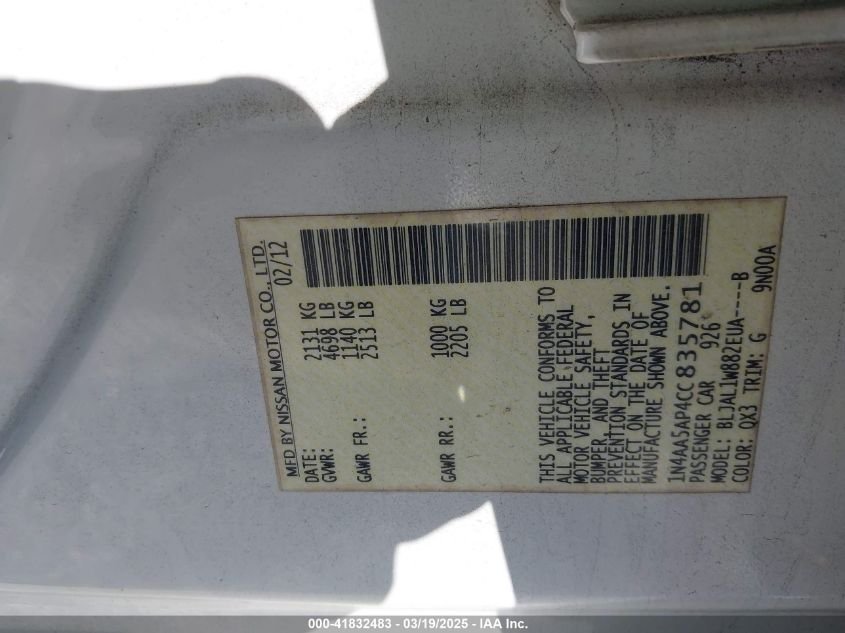 MFD BY NISSAN MOTOR CO., LTD.
DATE: 02/12
GVWR: 2131 KG
4698 LB
GAWR FR.: 1140 KG
2513 LB
GAWR RR.: 1000 KG
2205 LB
THIS VEHICLE CONFORMS TO
ALL APPLICABLE FEDERAL
MOTOR VEHICLE SAFETY,
BUMPER, AND THEFT
PREVENTION STANDARDS IN
EFFECT ON THE DATE OF
MANUFACTURE SHOWN ABOVE.
1N4AA5AP4CC835781
PASSENGER CAR 926
MODEL: BLJAL1W882EUA----B
COLOR: QX3 TRIM: G 9N00A
000-41832483 - 03/19/2025 - IAA Inc.